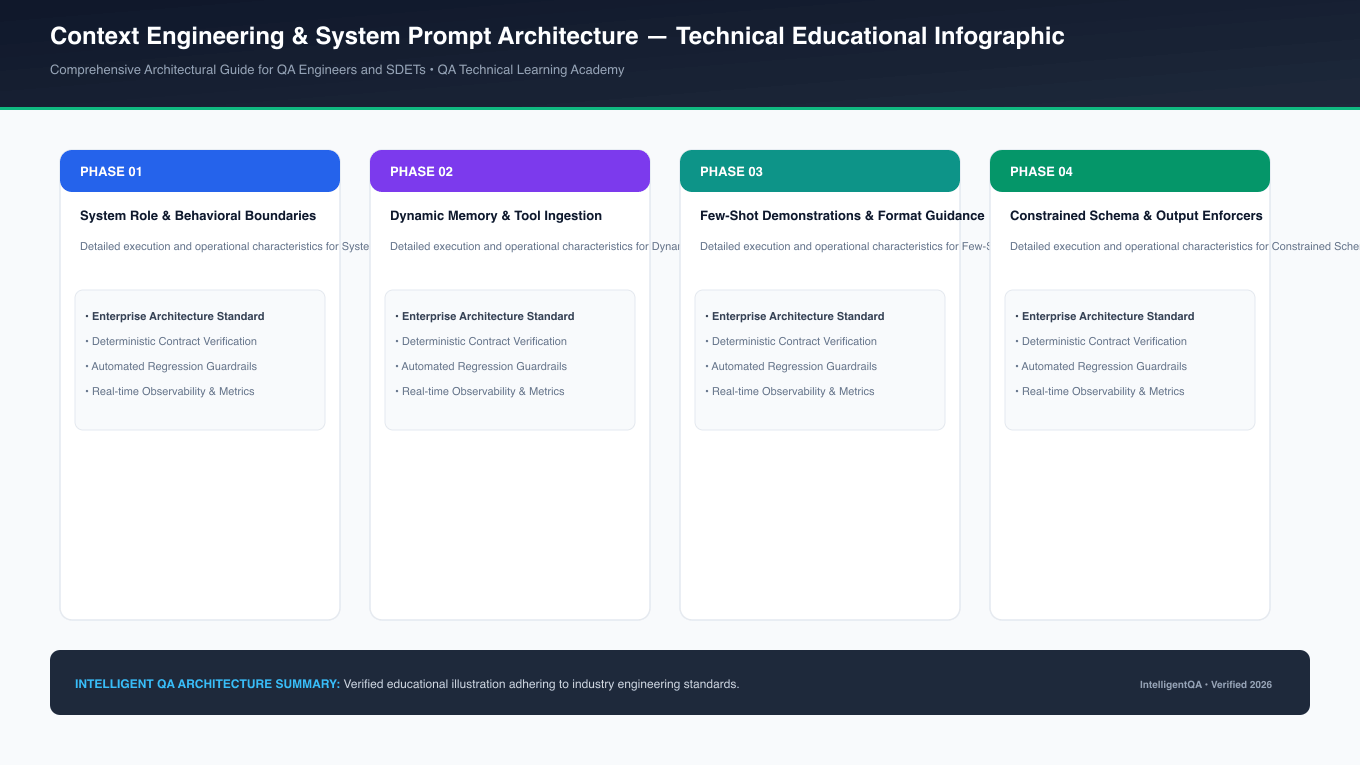 Context Engineering & System Prompt Architecture — Technical Educational Infographic
Comprehensive Architectural Guide for QA Engineers and SDETs • QA Technical Learning Academy
PHASE 01
System Role & Behavioral Boundaries
Detailed execution and operational characteristics for Syste
• Enterprise Architecture Standard
• Deterministic Contract Verification
• Automated Regression Guardrails
• Real-time Observability & Metrics
PHASE 02
Dynamic Memory & Tool Ingestion
Detailed execution and operational characteristics for Dynar
• Enterprise Architecture Standard
• Deterministic Contract Verification
• Automated Regression Guardrails
• Real-time Observability & Metrics
PHASE 03
Few-Shot Demonstrations & Format Guidance
Detailed execution and operational characteristics for Few-S
• Enterprise Architecture Standard
• Deterministic Contract Verification
• Automated Regression Guardrails
• Real-time Observability & Metrics
PHASE 04
Constrained Schema & Output Enforcers
Detailed execution and operational characteristics for Constrained Sche
• Enterprise Architecture Standard
• Deterministic Contract Verification
• Automated Regression Guardrails
• Real-time Observability & Metrics
INTELLIGENT QA ARCHITECTURE SUMMARY: Verified educational illustration adhering to industry engineering standards.
IntelligentQA • Verified 2026